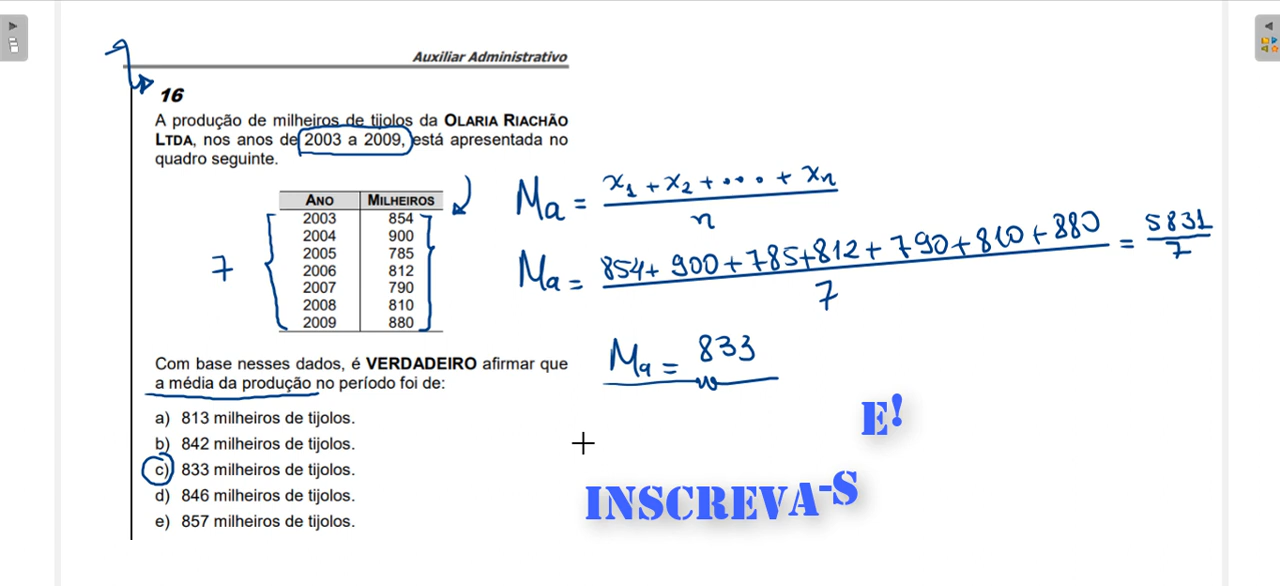 Auxiliar Administrativo
16
A produção de milheiros de tijolos da OLARIA RIACHÃO
LTDA, nos anos de 2003 a 2009, está apresentada no
quadro seguinte.
ANO MILHEIROS
2003 854
2004 900
2005 785
2006 812
2007 790
2008 810
2009 880
7
Com base nesses dados, é VERDADEIRO afirmar que
a média da produção no período foi de:
a) 813 milheiros de tijolos.
b) 842 milheiros de tijolos.
c) 833 milheiros de tijolos.
d) 846 milheiros de tijolos.
e) 857 milheiros de tijolos.
Ma = x1 + x2 + .... + xn
n
Ma = 854 + 900 + 785 + 812 + 790 + 810 + 880 = 5831
7 7
Ma = 833
E!
INSCREVA-S